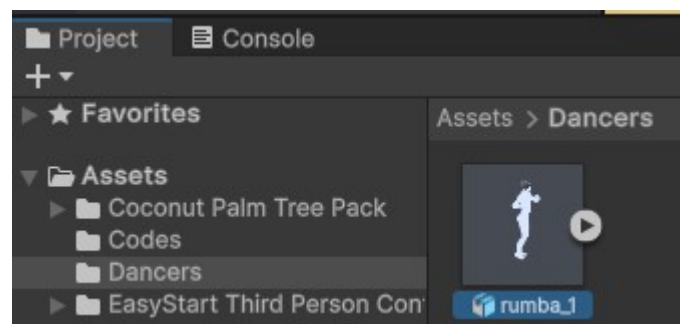 Project
Console
Favorites
Assets > Dancers
Assets
Coconut Palm Tree Pack
Codes
Dancers
EasyStart Third Person Con
rumba_1